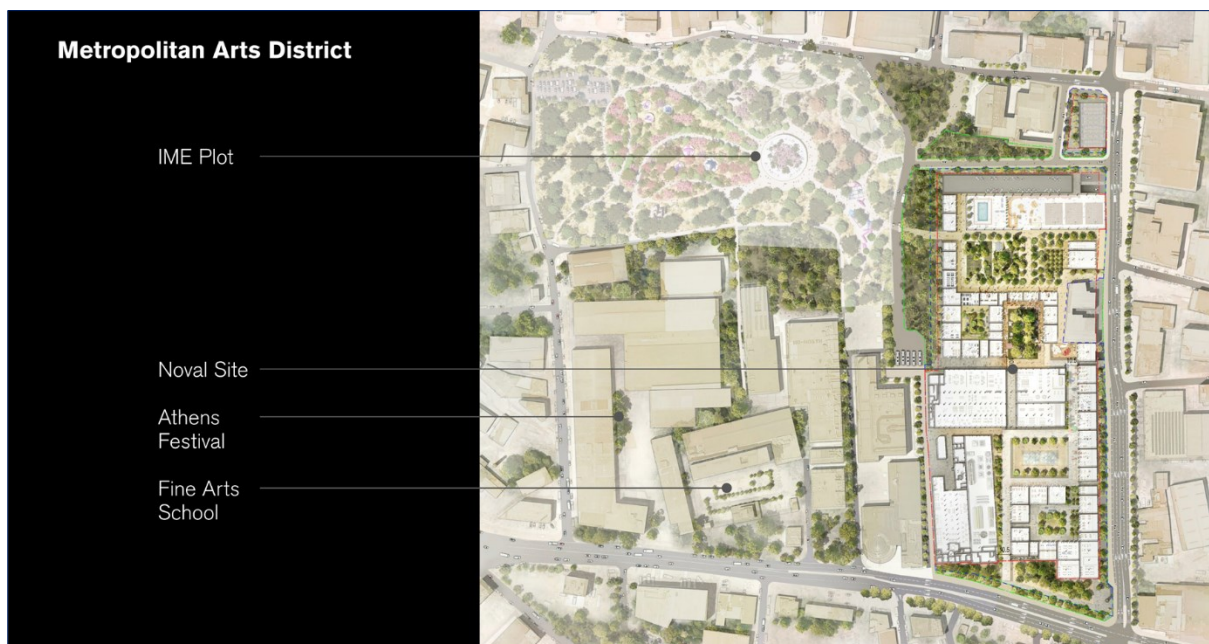 Metropolitan Arts District
IME Plot
Noval Site
Athens
Festival
Fine Arts
School